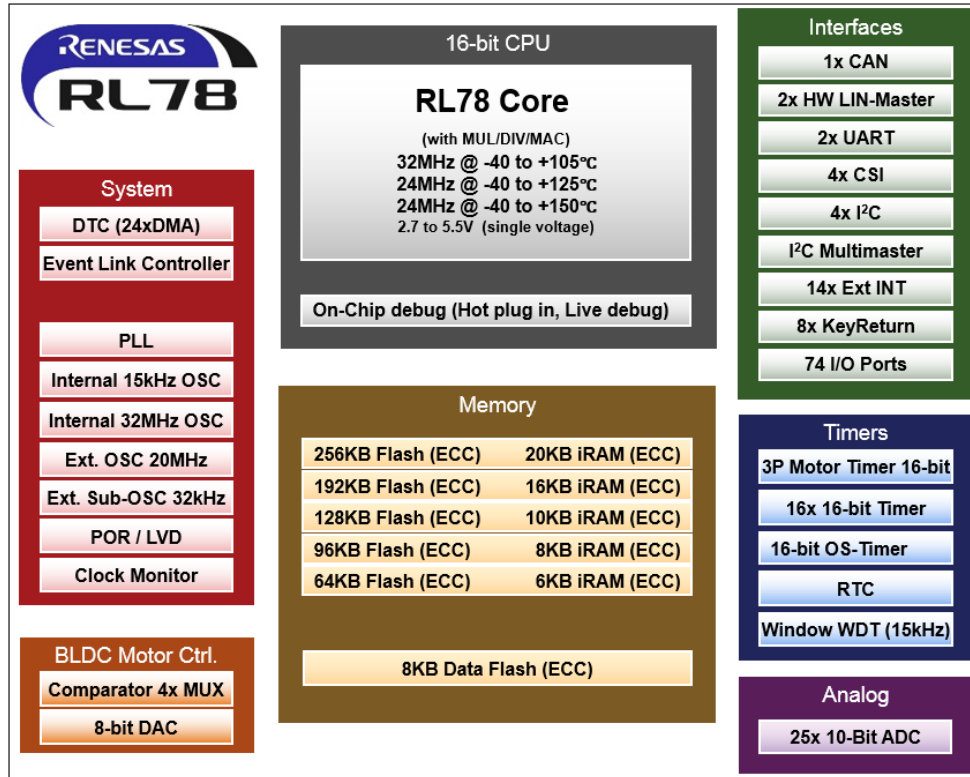 RENESAS
RL78
System
DTC (24xDMA)
Event Link Controller
PLL
Internal 15kHz OSC
Internal 32MHz OSC
Ext. OSC 20MHz
Ext. Sub-OSC 32kHz
POR / LVD
Clock Monitor
BLDC Motor Ctrl.
Comparator 4x MUX
8-bit DAC
16-bit CPU
RL78 Core
(with MUL/DIV/MAC)
32MHz @ -40 to +105℃
24MHz @ -40 to +125℃
24MHz @ -40 to +150℃
2.7 to 5.5V (single voltage)
On-Chip debug (Hot plug in, Live debug)
Memory
256KB Flash (ECC) 20KB iRAM (ECC)
192KB Flash (ECC) 16KB iRAM (ECC)
128KB Flash (ECC) 10KB iRAM (ECC)
96KB Flash (ECC) 8KB iRAM (ECC)
64KB Flash (ECC) 6KB iRAM (ECC)
8KB Data Flash (ECC)
Interfaces
1x CAN
2x HW LIN-Master
2x UART
4x CSI
4x I²C
I²C Multimaster
14x Ext INT
8x KeyReturn
74 I/O Ports
Timers
3P Motor Timer 16-bit
16x 16-bit Timer
16-bit OS-Timer
RTC
Window WDT (15kHz)
Analog
25x 10-Bit ADC